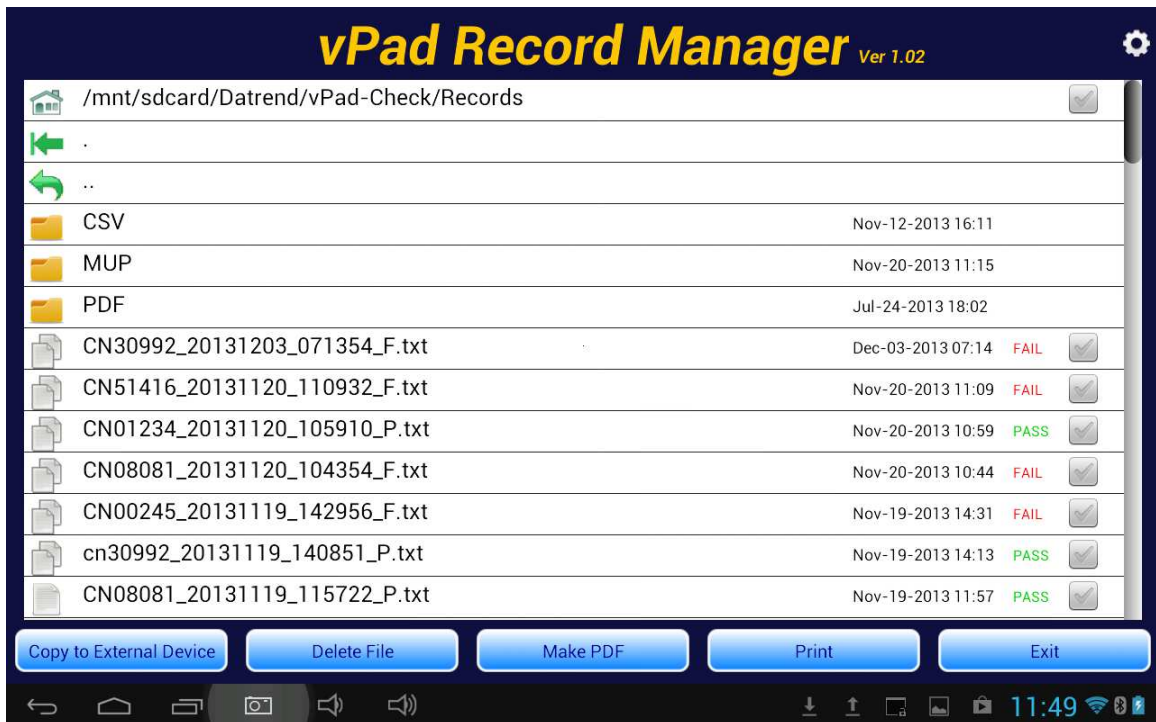 vPad Record Manager Ver 1.02
/mnt/sdcard/Datrend/vPad-Check/Records
.
..
CSV Nov-12-2013 16:11
MUP Nov-20-2013 11:15
PDF Jul-24-2013 18:02
CN30992_20131203_071354_F.txt Dec-03-2013 07:14 FAIL
CN51416_20131120_110932_F.txt Nov-20-2013 11:09 FAIL
CN01234_20131120_105910_P.txt Nov-20-2013 10:59 PASS
CN08081_20131120_104354_F.txt Nov-20-2013 10:44 FAIL
CN00245_20131119_142956_F.txt Nov-19-2013 14:31 FAIL
cn30992_20131119_140851_P.txt Nov-19-2013 14:13 PASS
CN08081_20131119_115722_P.txt Nov-19-2013 11:57 PASS
Copy to External Device Delete File Make PDF Print Exit
11:49